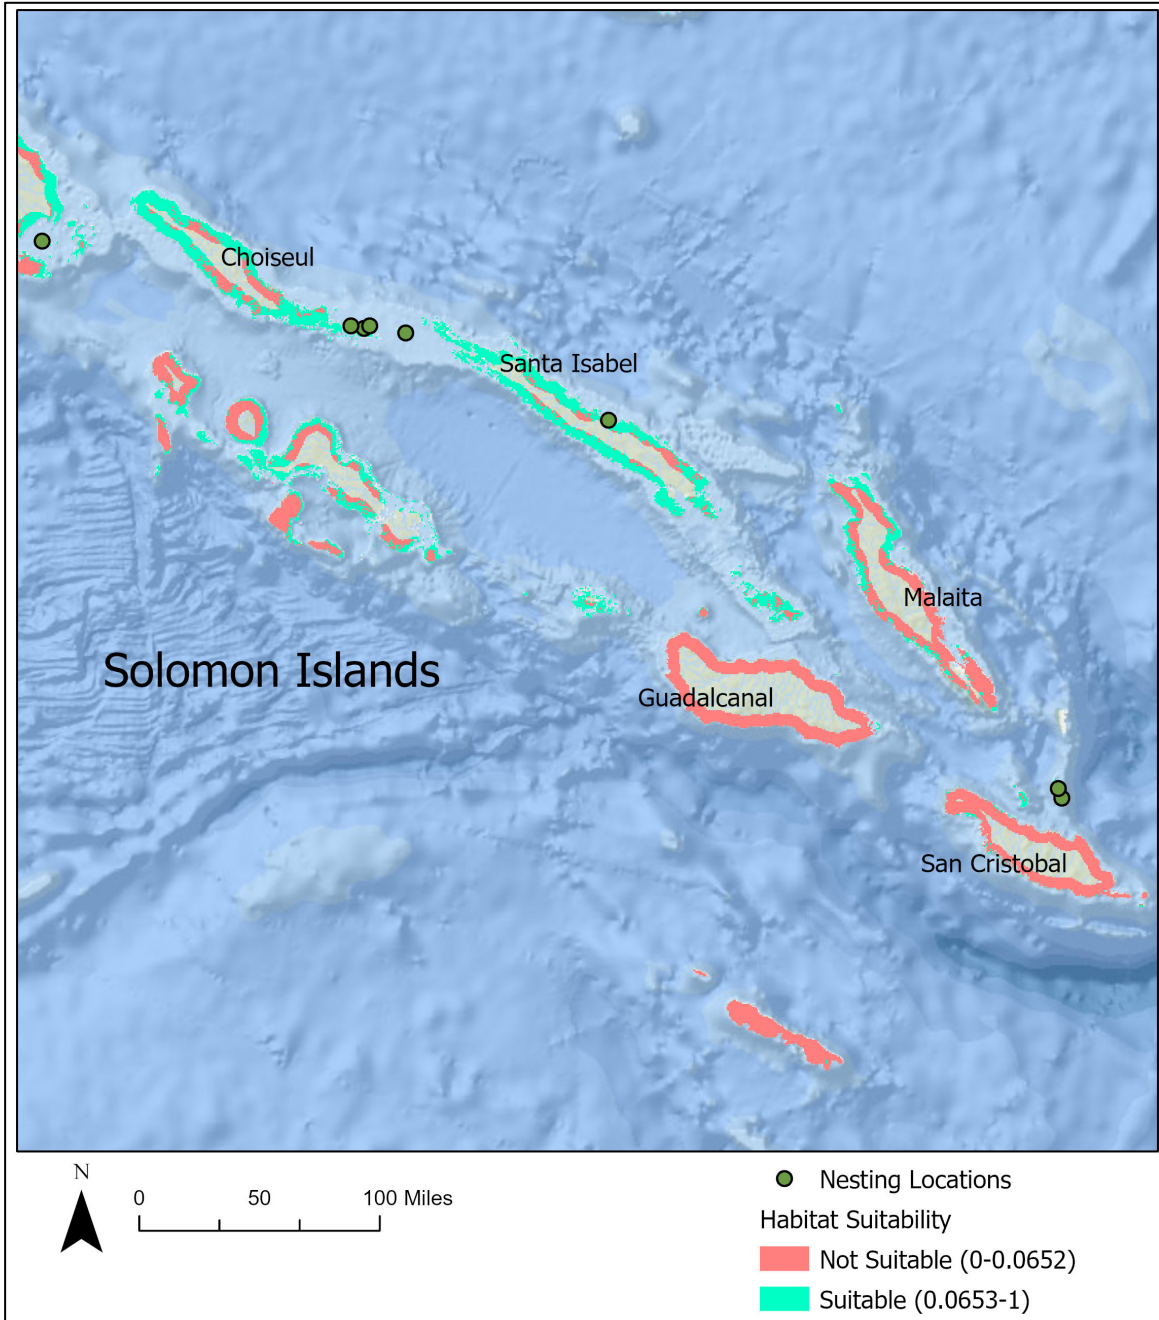 Choiseul
Santa Isabel
Malaita
Solomon Islands
Guadalcanal
San Cristobal
N
0 50 100 Miles
Nesting Locations
Habitat Suitability
Not Suitable (0-0.0652)
Suitable (0.0653-1)